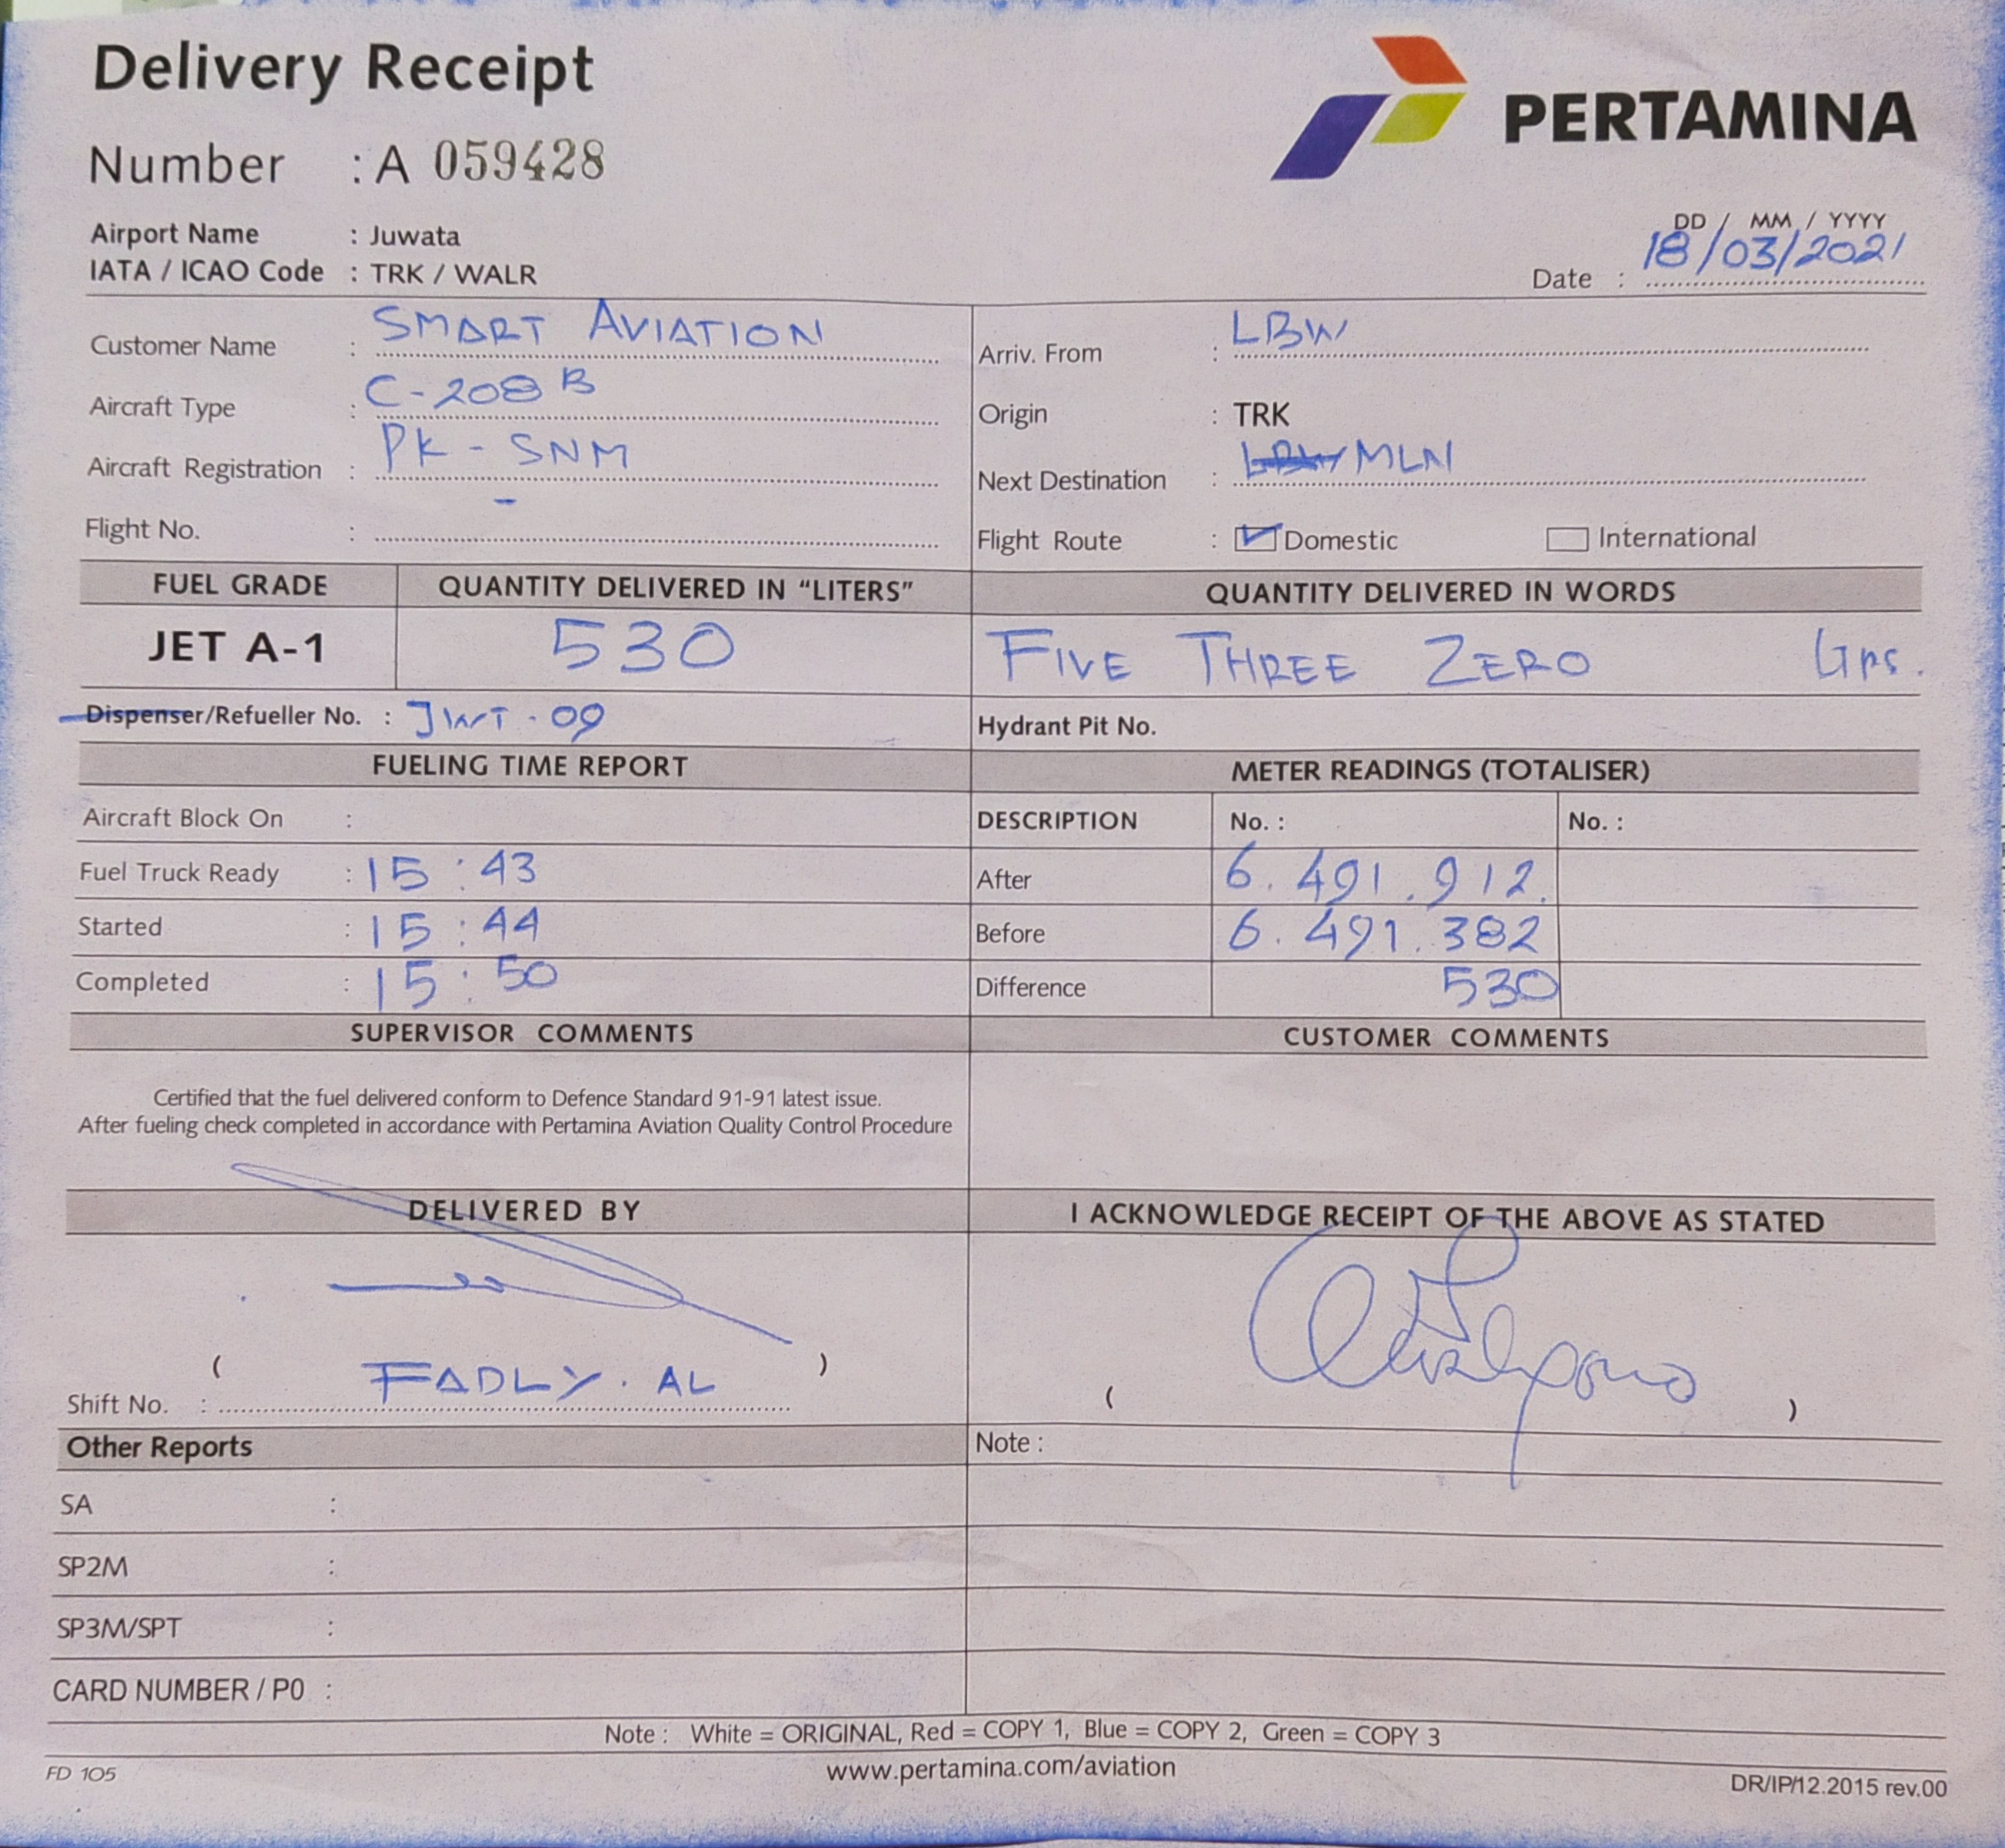 Delivery Receipt
PERTAMINA
Number : A 059428
Airport Name : Juwata
IATA / ICAO Code : TRK / WALR
DD / MM / YYYY
Date : 18/03/2021
Customer Name : SMART AVIATION
Arriv. From : LBW
Aircraft Type : C-208 B
Origin : TRK
Aircraft Registration : PK - SNM
Next Destination : LBW MLN
Flight No. : -
Flight Route : Domestic International
FUEL GRADE QUANTITY DELIVERED IN “LITERS” QUANTITY DELIVERED IN WORDS
JET A-1 530 FIVE THREE ZERO
Dispenser/Refueller No. : JWT - 09
Hydrant Pit No.
FUELING TIME REPORT METER READINGS (TOTALISER)
Aircraft Block On :
DESCRIPTION No. : No. :
Fuel Truck Ready : 15 : 43
After 6. 491 . 912.
Started : 15 : 44
Before 6. 491. 382
Completed : 15 : 50
Difference 530
SUPERVISOR COMMENTS CUSTOMER COMMENTS
Certified that the fuel delivered conform to Defence Standard 91-91 latest issue.
After fueling check completed in accordance with Pertamina Aviation Quality Control Procedure
DELIVERED BY I ACKNOWLEDGE RECEIPT OF THE ABOVE AS STATED
( FADLY. AL )
Shift No. :
( )
Other Reports Note :
SA :
SP2M :
SP3M/SPT :
CARD NUMBER / P0 :
Note : White = ORIGINAL, Red = COPY 1, Blue = COPY 2, Green = COPY 3
FD 105 www.pertamina.com/aviation DR/IP/12.2015 rev.00